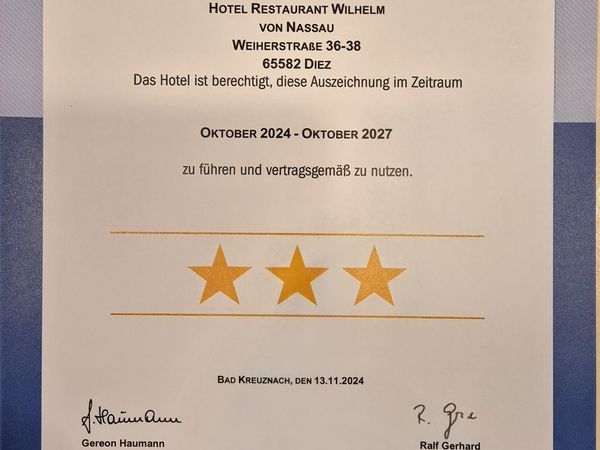 Hotel Restaurant Wilhelm
von Nassau
Weiherstraße 36-38
65582 Diez
Das Hotel ist berechtigt, diese Auszeichnung im Zeitraum
Oktober 2024 - Oktober 2027
zu führen und vertragsgemäß zu nutzen.
Bad Kreuznach, den 13.11.2024
G. Haumann R. Gre
Gereon Haumann Ralf Gerhard